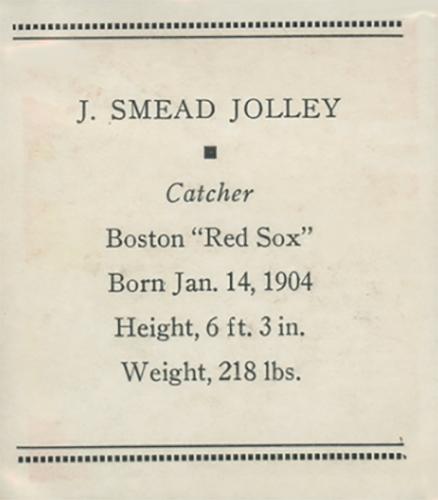 J. SMEAD JOLLEY
Catcher
Boston "Red Sox"
Born Jan. 14, 1904
Height, 6 ft. 3 in.
Weight, 218 lbs.